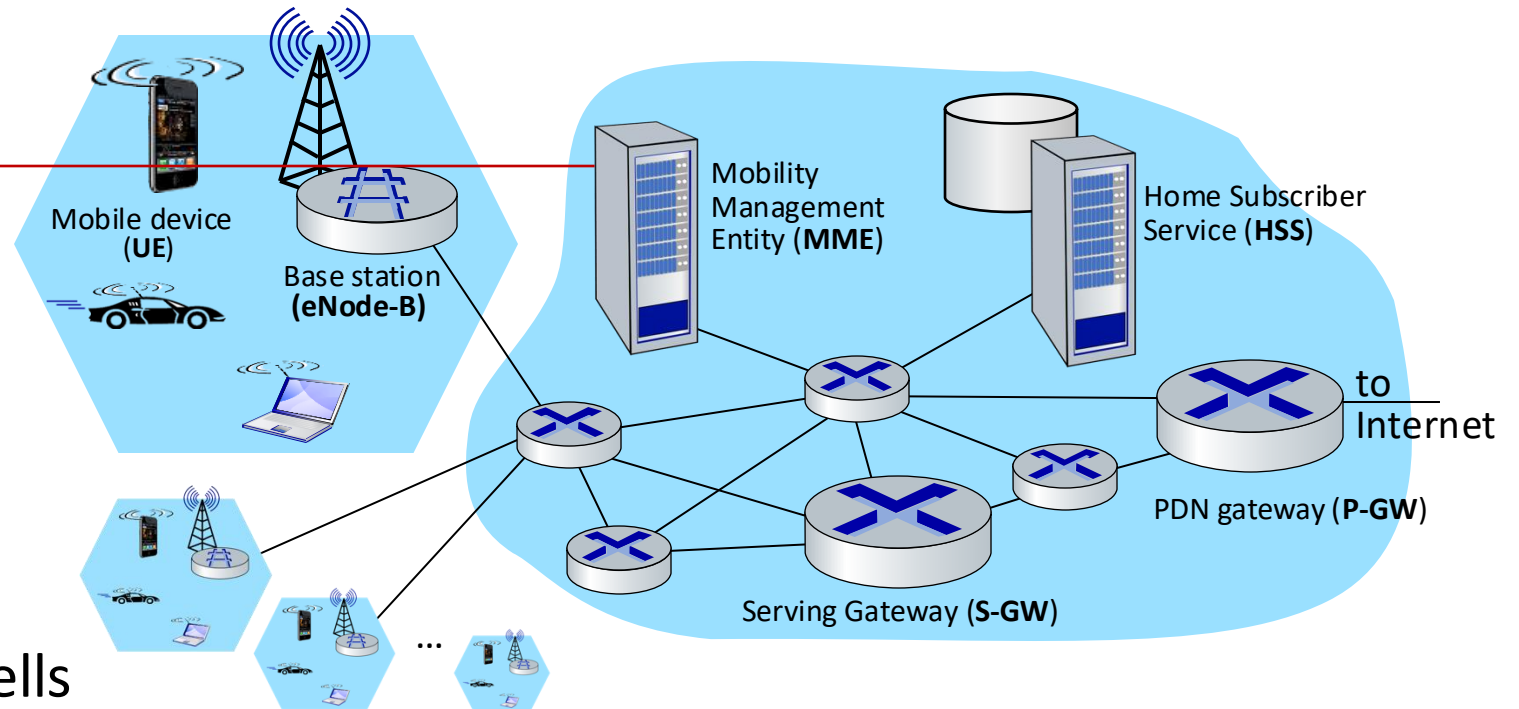 Mobile device
(UE)
Base station
(eNode-B)
Mobility
Management
Entity (MME)
Home Subscriber
Service (HSS)
to
Internet
PDN gateway (P-GW)
Serving Gateway (S-GW)
...
ells